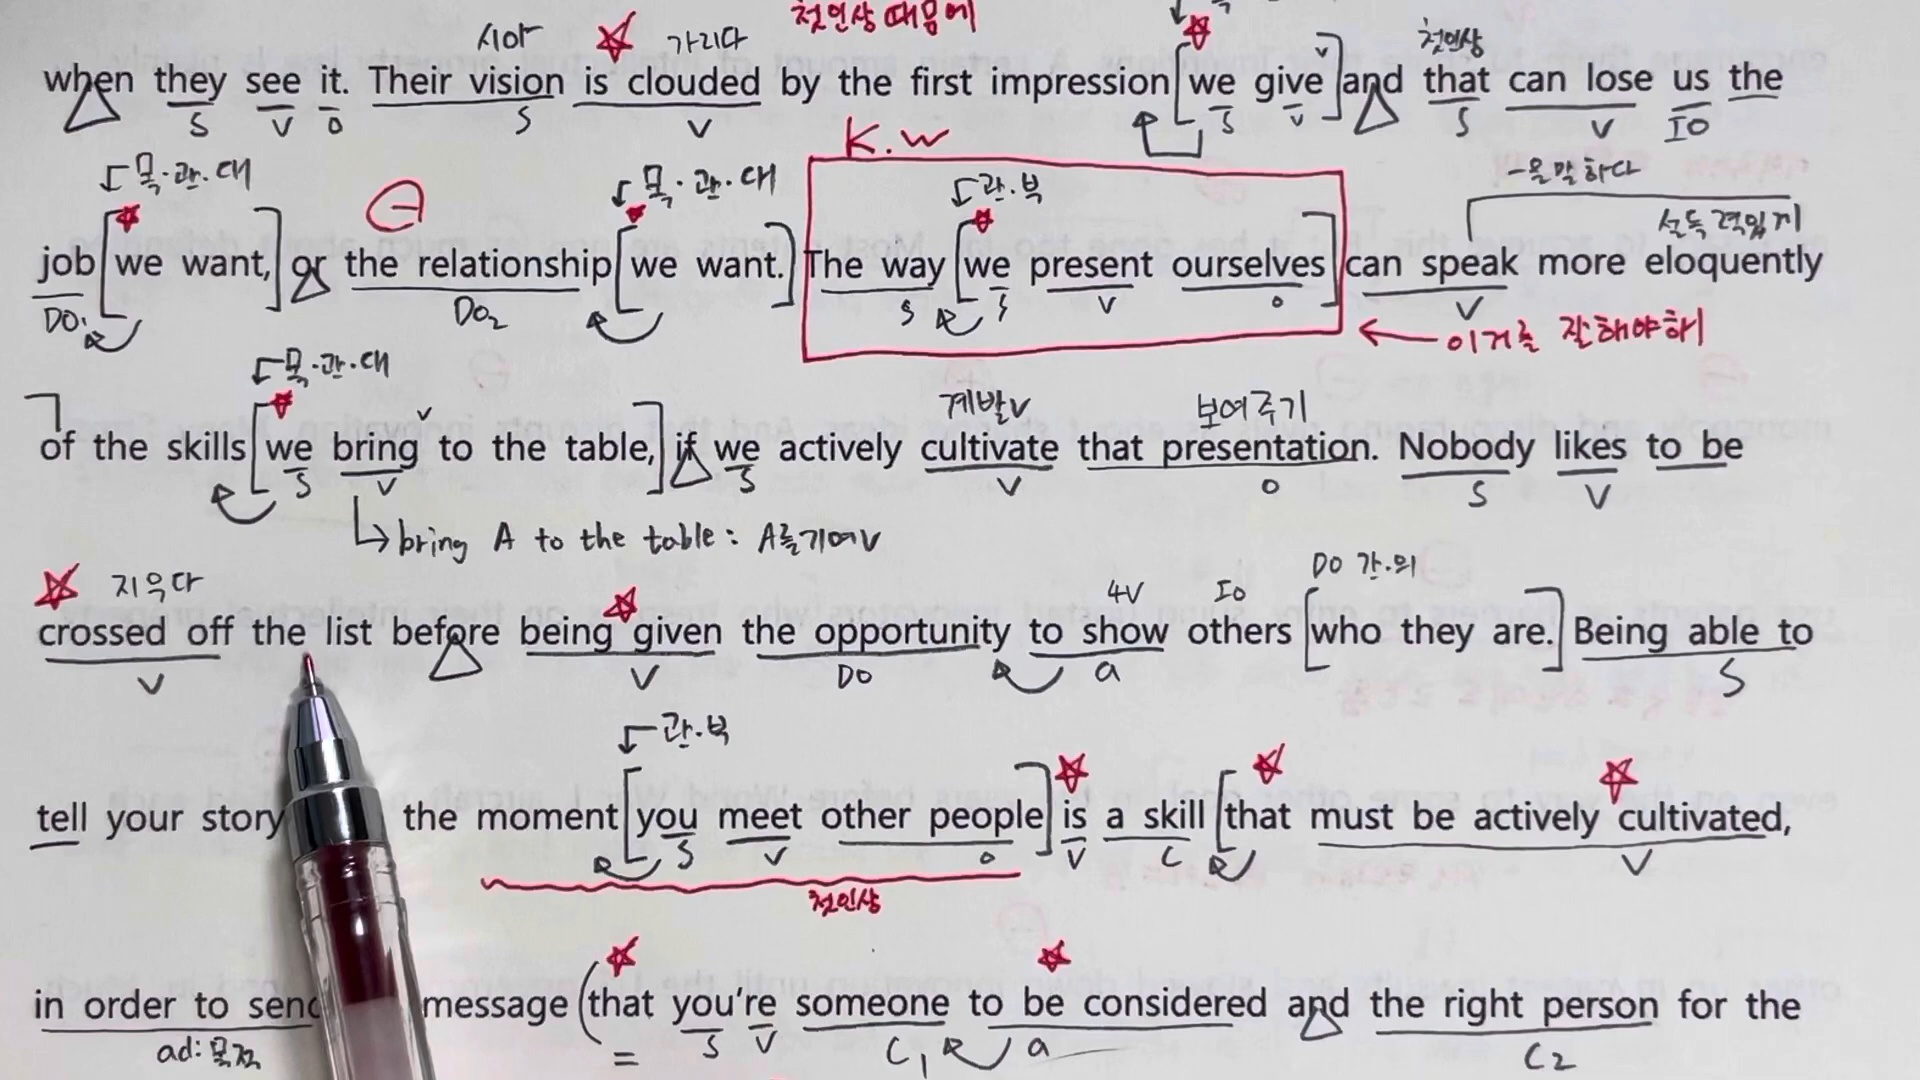 첫인상 때문에
시야 가리다 첫인상
when they see it. Their vision is clouded by the first impression [we give] and that can lose us the
S V O S V S V S V IO
K.W
목·관·대 목·관·대 관·부 -을 말하다
설득력있게
job [we want,] or the relationship [we want.] The way [we present ourselves] can speak more eloquently
DO₁ DO₂ S S V O V
← 이거를 잘해야해
목·관·대 계발v 보여주기
of the skills [we bring to the table,] if we actively cultivate that presentation. Nobody likes to be
S V S V O S V
bring A to the table: A를 기여v
지우다 4V IO DO 간·의
crossed off the list before being given the opportunity to show others [who they are.] Being able to
V V DO a S
관·부
tell your story the moment [you meet other people] is a skill [that must be actively cultivated,
S V O V C V
첫인상
in order to send message (that you're someone to be considered and the right person for the
ad: 목적 = S V C₁ a C2